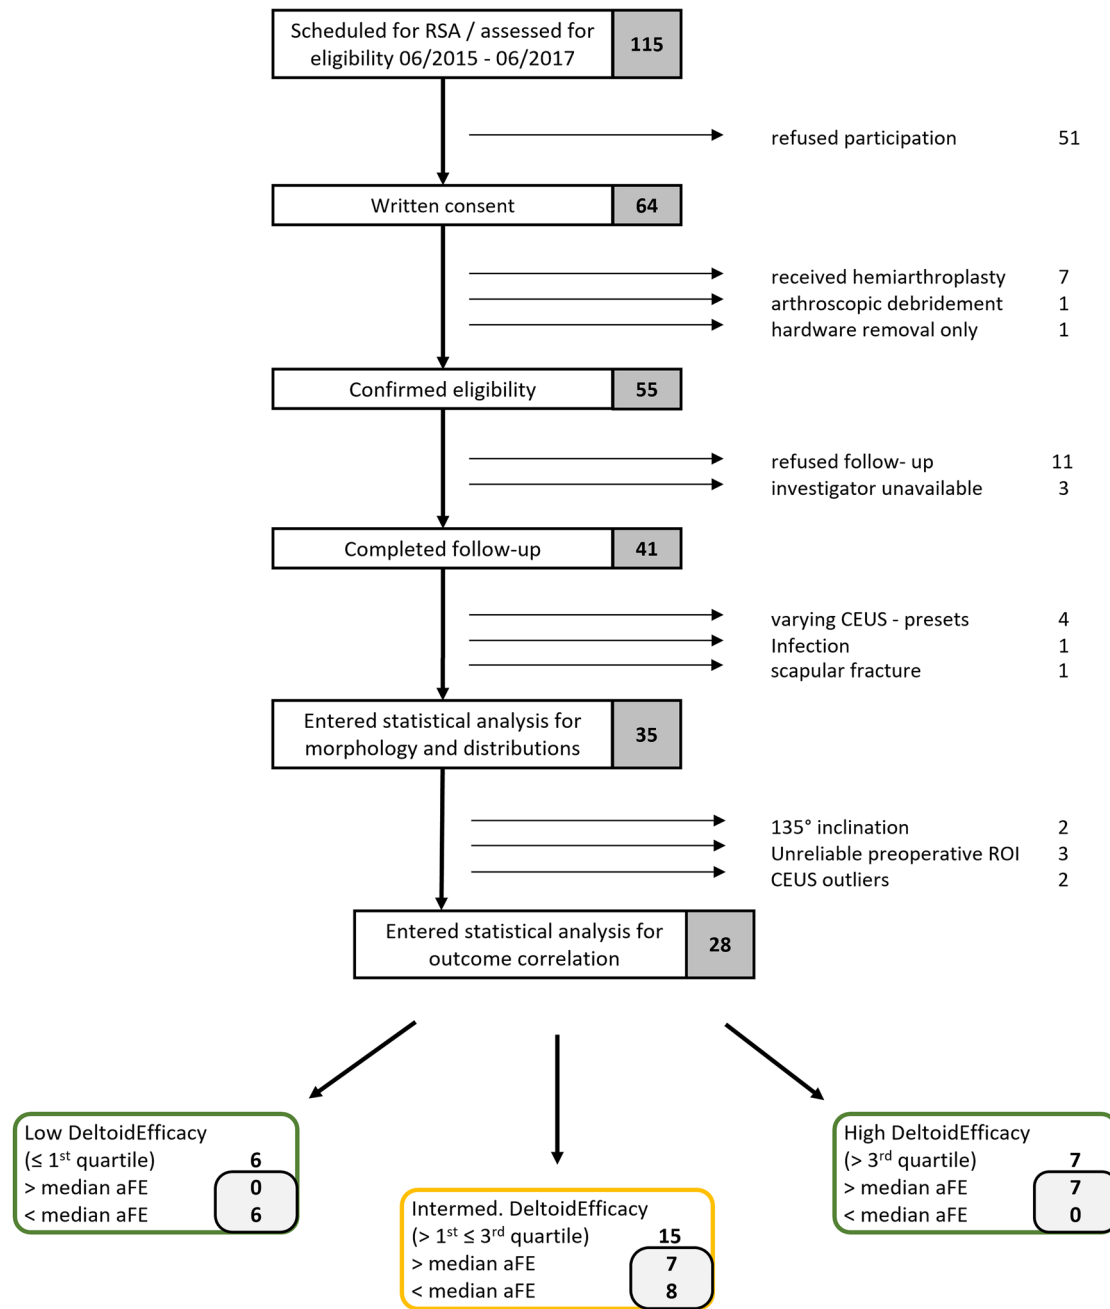 Scheduled for RSA / assessed for
eligibility 06/2015 - 06/2017
115
refused participation 51
Written consent 64
received hemiarthroplasty 7
arthroscopic debridement 1
hardware removal only 1
Confirmed eligibility 55
refused follow- up 11
investigator unavailable 3
Completed follow-up 41
varying CEUS - presets 4
Infection 1
scapular fracture 1
Entered statistical analysis for
morphology and distributions
35
135° inclination 2
Unreliable preoperative ROI 3
CEUS outliers 2
Entered statistical analysis for
outcome correlation
28
Low DeltoidEfficacy
(≤ 1st quartile) 6
> median aFE 0
< median aFE 6
Intermed. DeltoidEfficacy
(> 1st ≤ 3rd quartile) 15
> median aFE 7
< median aFE 8
High DeltoidEfficacy
(> 3rd quartile) 7
> median aFE 7
< median aFE 0